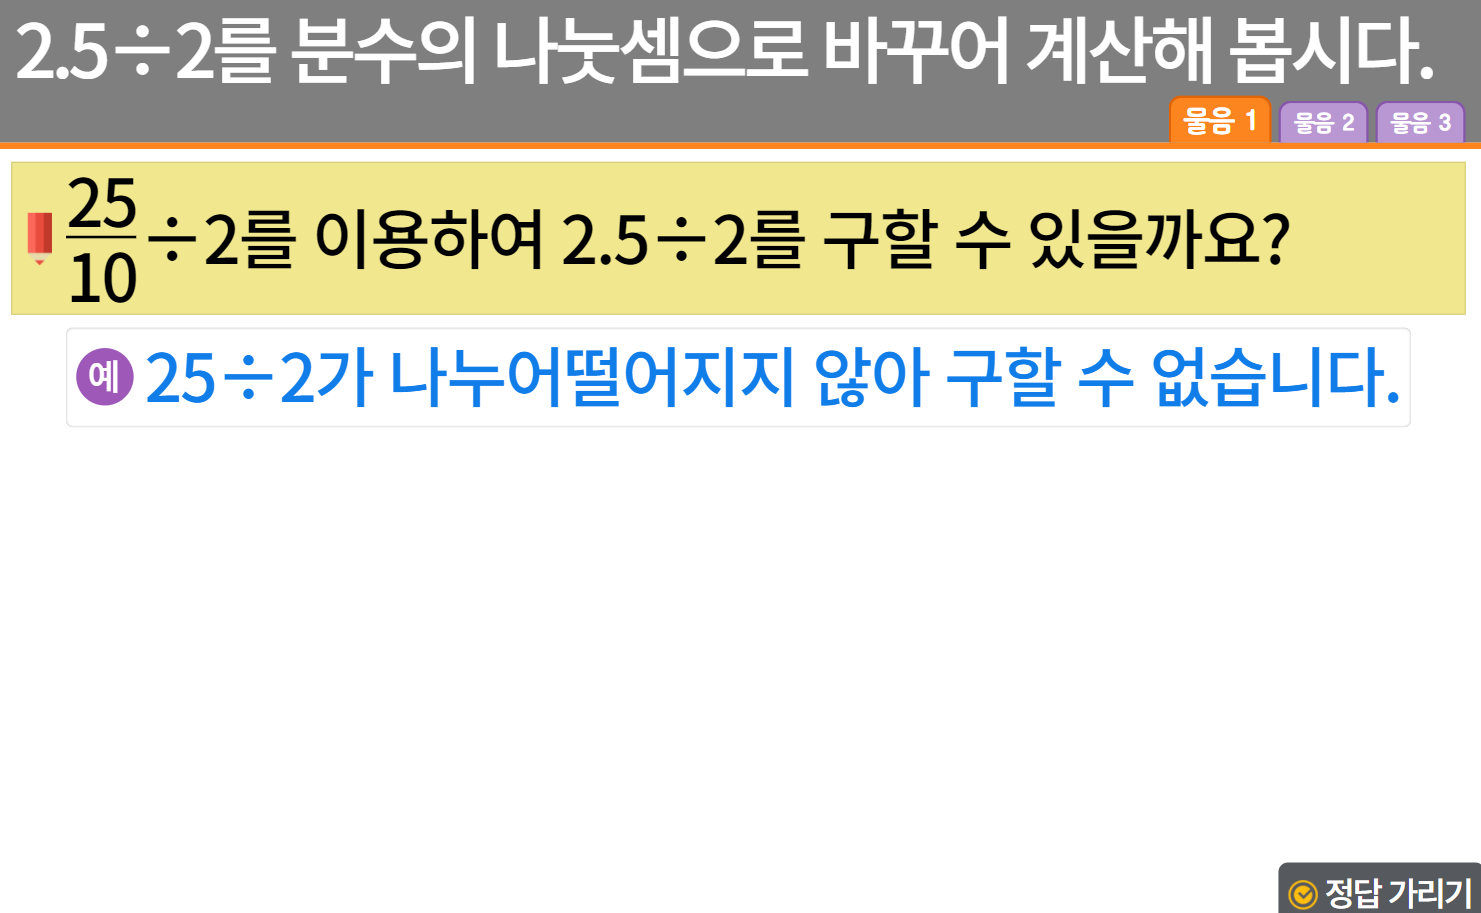 2.5÷2를 분수의 나눗셈으로 바꾸어 계산해 봅시다.
물음 1 물음 2 물음 3
25/10÷2를 이용하여 2.5÷2를 구할 수 있을까요?
예 25÷2가 나누어떨어지지 않아 구할 수 없습니다.
정답 가리기